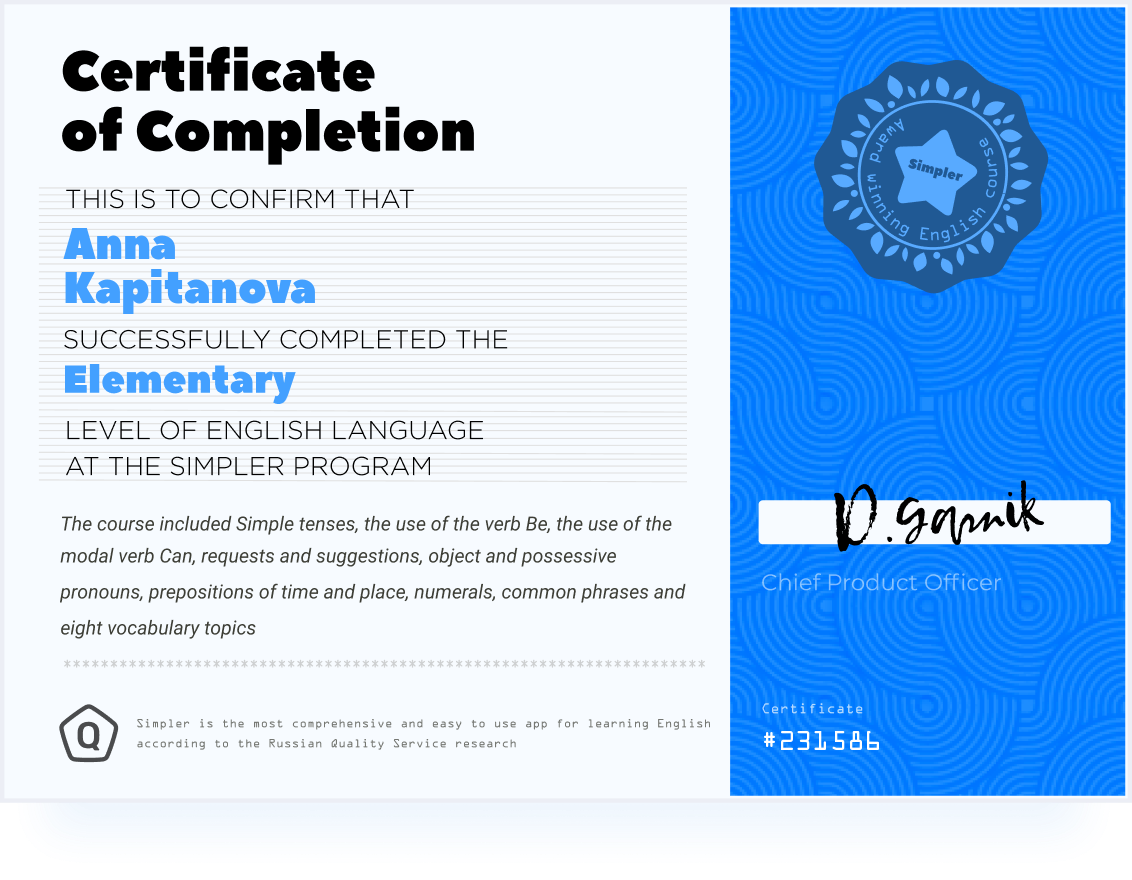 Certificate
of Completion
THIS IS TO CONFIRM THAT
Anna
Kapitanova
SUCCESSFULLY COMPLETED THE
Elementary
LEVEL OF ENGLISH LANGUAGE
AT THE SIMPLER PROGRAM
The course included Simple tenses, the use of the verb Be, the use of the
modal verb Can, requests and suggestions, object and possessive
pronouns, prepositions of time and place, numerals, common phrases and
eight vocabulary topics
*********************************************************************
Q
Simpler is the most comprehensive and easy to use app for learning English
according to the Russian Quality Service research
Award winning English course
Simpler
D. Garnik
Chief Product Officer
Certificate
#231586